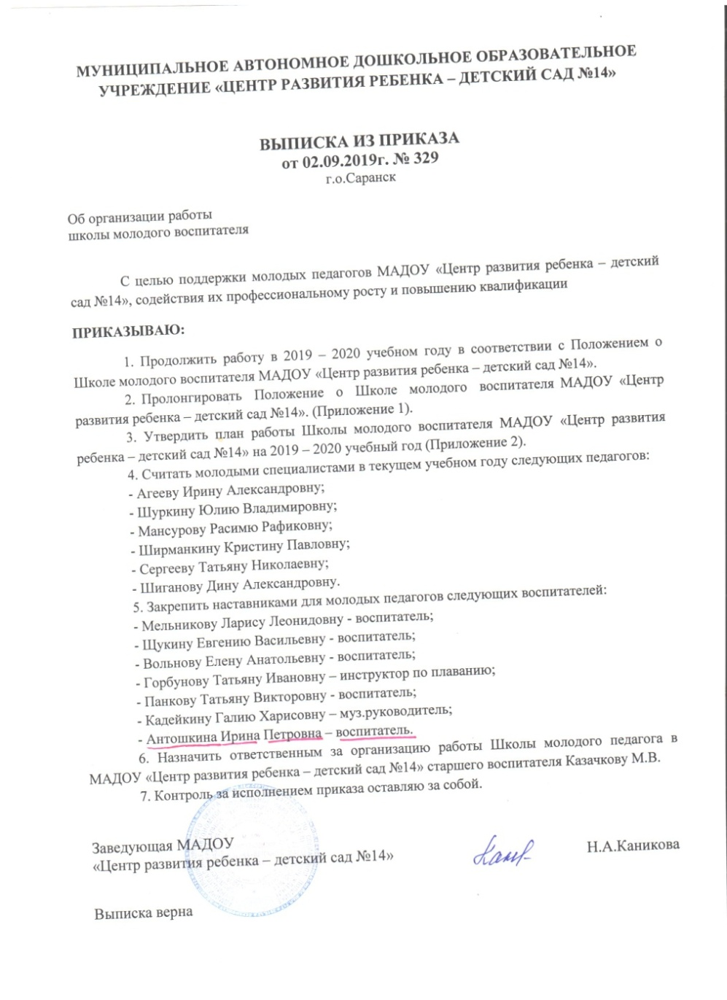 МУНИЦИПАЛЬНОЕ АВТОНОМНОЕ ДОШКОЛЬНОЕ ОБРАЗОВАТЕЛЬНОЕ
УЧРЕЖДЕНИЕ «ЦЕНТР РАЗВИТИЯ РЕБЕНКА – ДЕТСКИЙ САД №14»
ВЫПИСКА ИЗ ПРИКАЗА
от 02.09.2019г. № 329
г.о.Саранск
Об организации работы
школы молодого воспитателя
С целью поддержки молодых педагогов МАДОУ «Центр развития ребенка – детский
сад №14», содействия их профессиональному росту и повышению квалификации
ПРИКАЗЫВАЮ:
1. Продолжить работу в 2019 – 2020 учебном году в соответствии с Положением о
Школе молодого воспитателя МАДОУ «Центр развития ребенка – детский сад №14».
2. Пролонгировать Положение о Школе молодого воспитателя МАДОУ «Центр
развития ребенка – детский сад №14». (Приложение 1).
3. Утвердить план работы Школы молодого воспитателя МАДОУ «Центр развития
ребенка – детский сад №14» на 2019 – 2020 учебный год (Приложение 2).
4. Считать молодыми специалистами в текущем учебном году следующих педагогов:
- Агееву Ирину Александровну;
- Шуркину Юлию Владимировну;
- Мансурову Расимю Рафиковну;
- Ширманкину Кристину Павловну;
- Сергееву Татьяну Николаевну;
- Шиганову Дину Александровну.
5. Закрепить наставниками для молодых педагогов следующих воспитателей:
- Мельникову Ларису Леонидовну - воспитатель;
- Щукину Евгению Васильевну - воспитатель;
- Вольнову Елену Анатольевну - воспитатель;
- Горбунову Татьяну Ивановну – инструктор по плаванию;
- Панкову Татьяну Викторовну - воспитатель;
- Кадейкину Галию Харисовну – муз.руководитель;
- Антошкина Ирина Петровна – воспитатель.
6. Назначить ответственным за организацию работы Школы молодого педагога в
МАДОУ «Центр развития ребенка – детский сад №14» старшего воспитателя Казачкову М.В.
7. Контроль за исполнением приказа оставляю за собой.
Заведующая МАДОУ
«Центр развития ребенка – детский сад №14»
Н.А.Каникова
Выписка верна